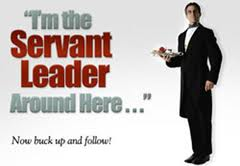 "I'm the
Servant
Leader
Around Here . . ."
Now buck up and follow!